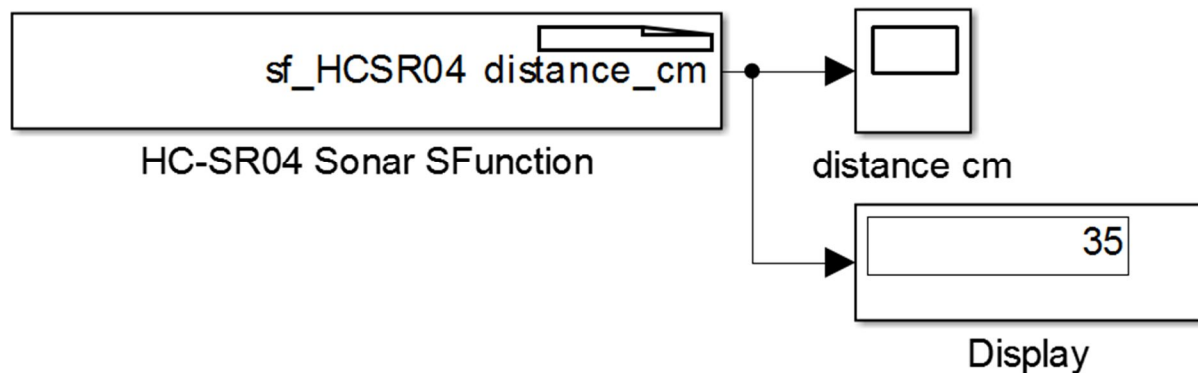 sf_HCSR04 distance_cm
HC-SR04 Sonar SFunction
distance cm
35
Display